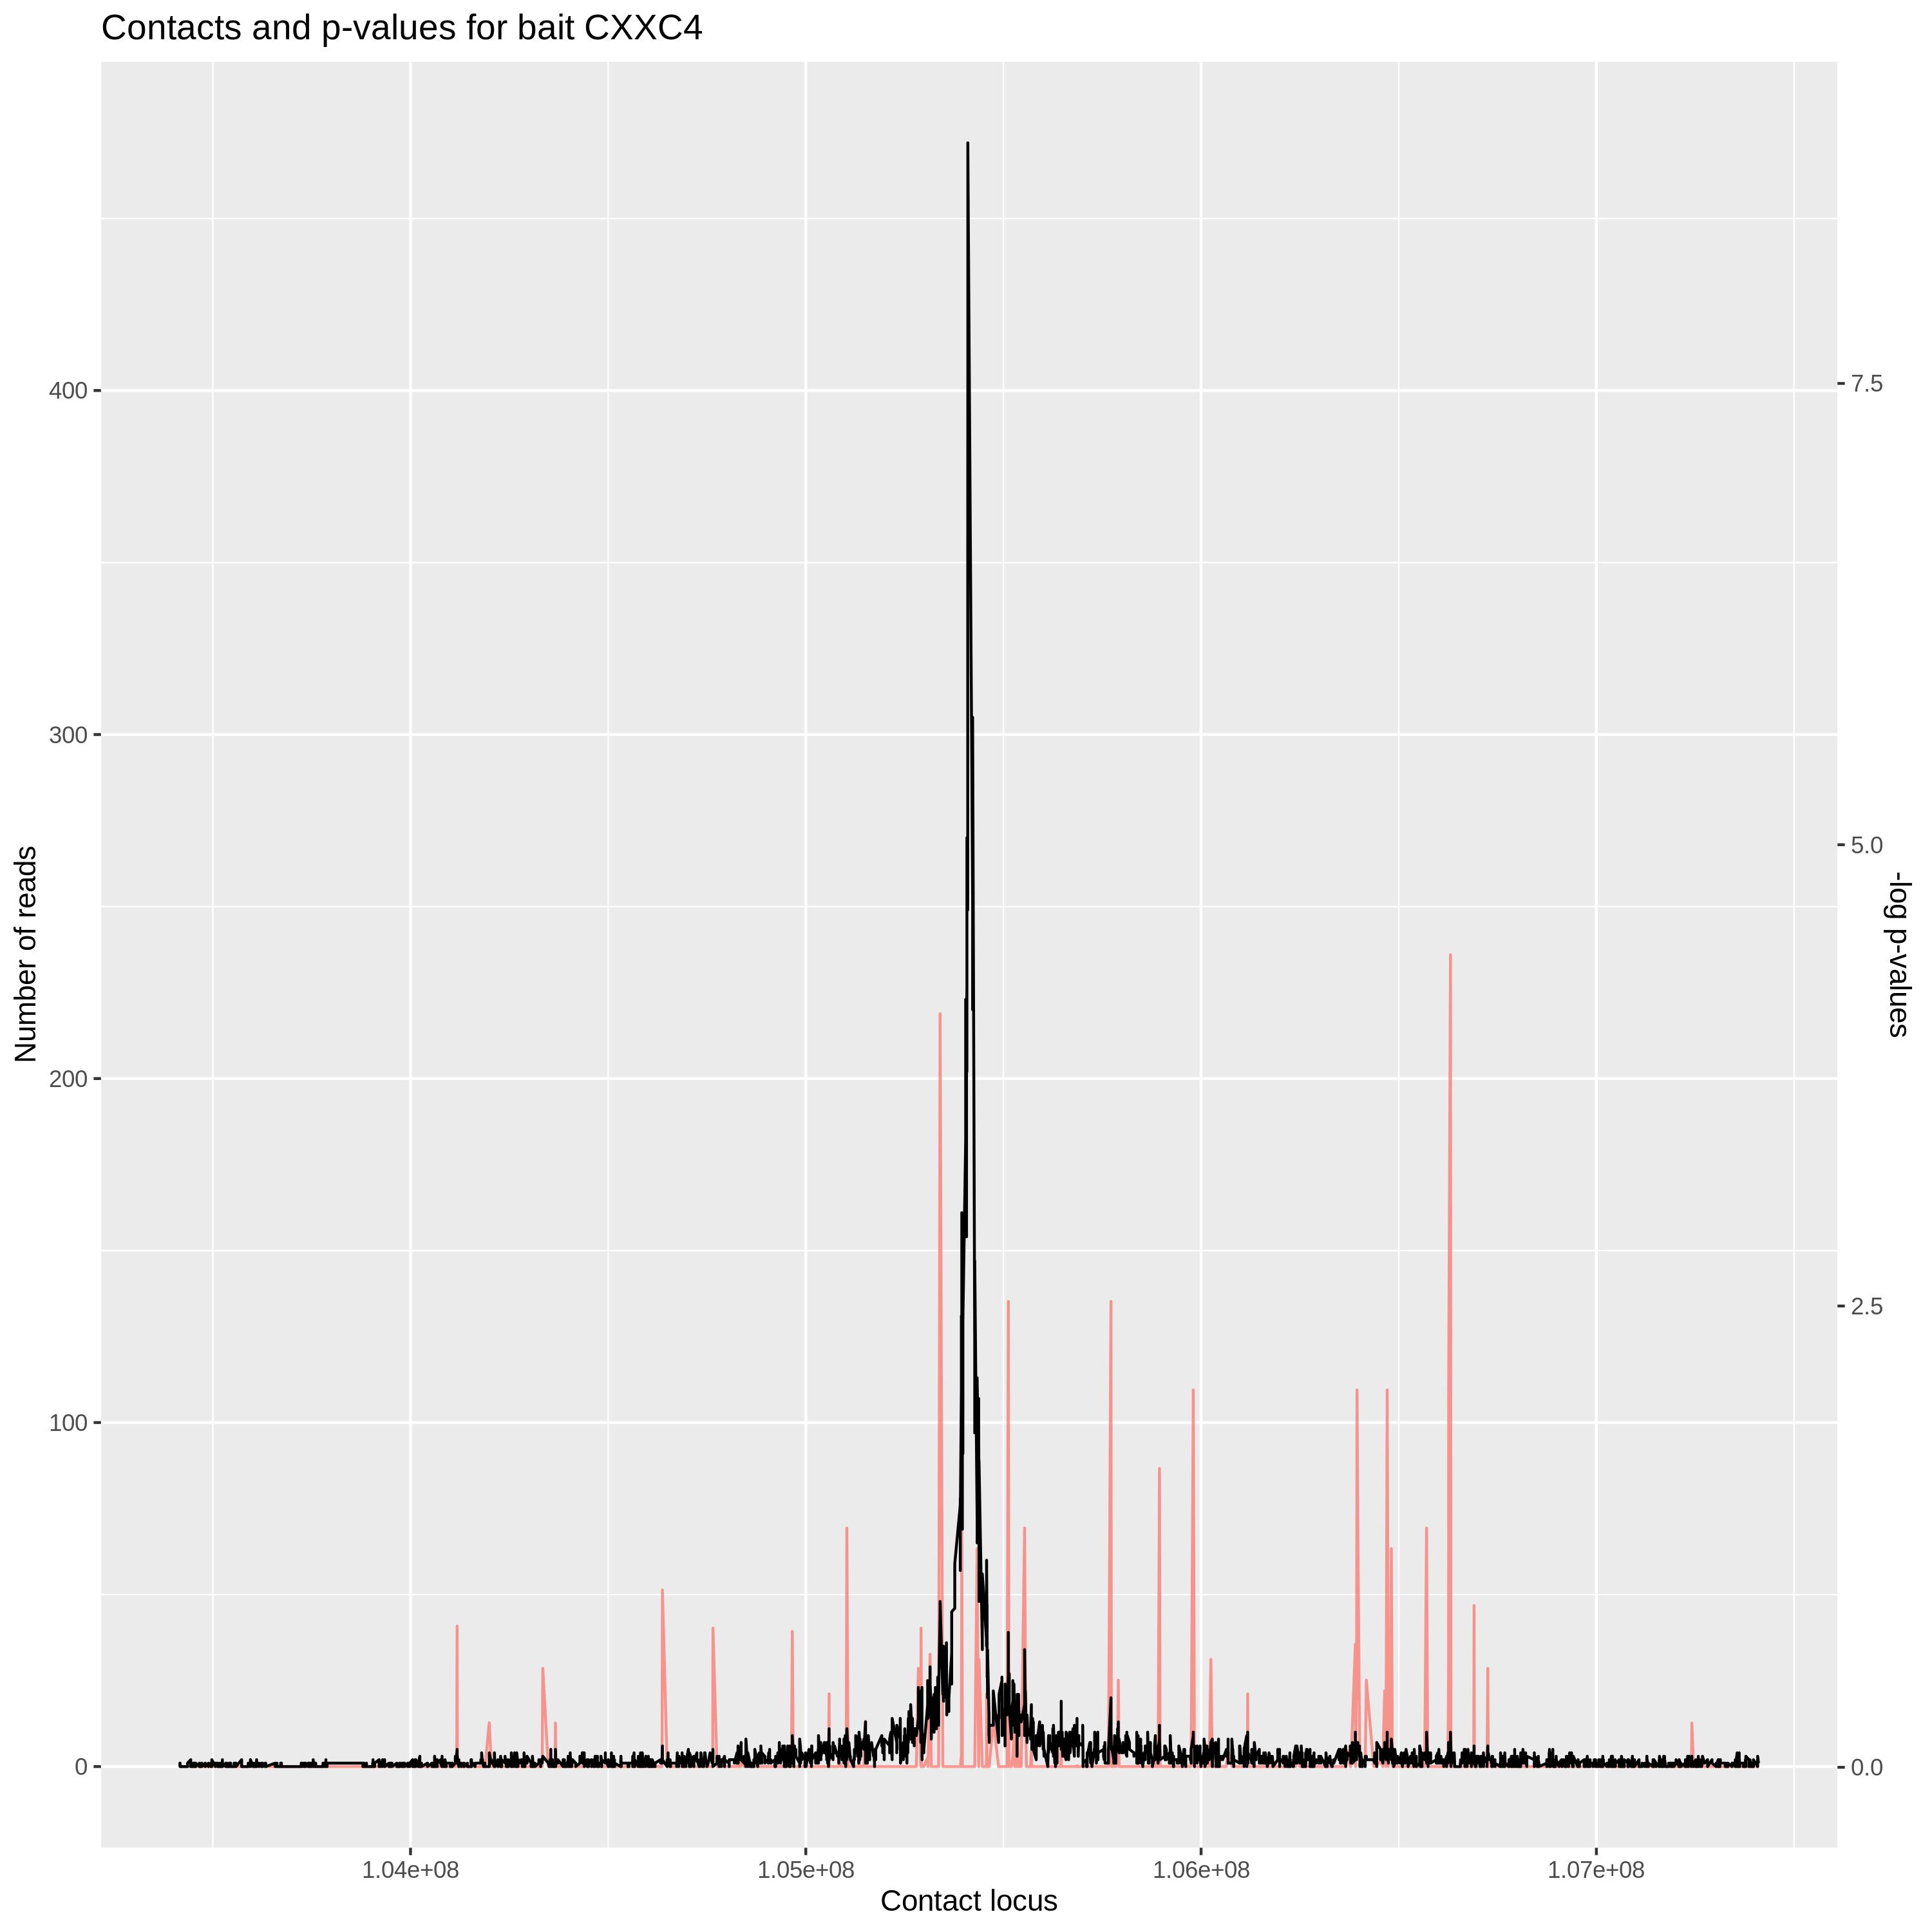 Contacts and p-values for bait CXXC4
Number of reads
400
300
200
100
0
7.5
5.0
2.5
0.0
-log p-values
1.04e+08
1.05e+08
1.06e+08
1.07e+08
Contact locus